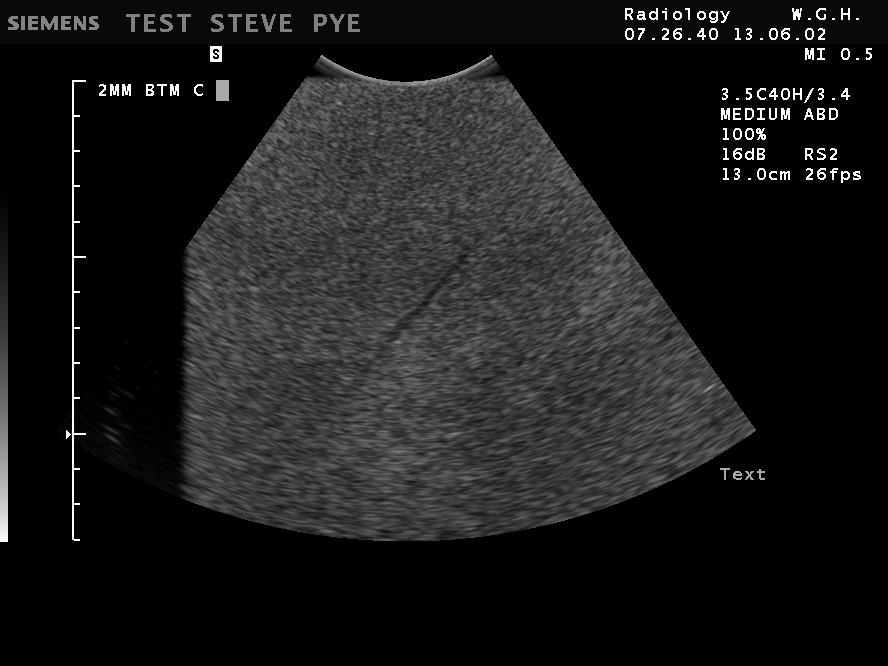 SIEMENS TEST STEVE PYE
Radiology W.G.H.
07.26.40 13.06.02
MI 0.5
S
2MM BTM C
3.5C40H/3.4
MEDIUM ABD
100%
16dB RS2
13.0cm 26fps
Text